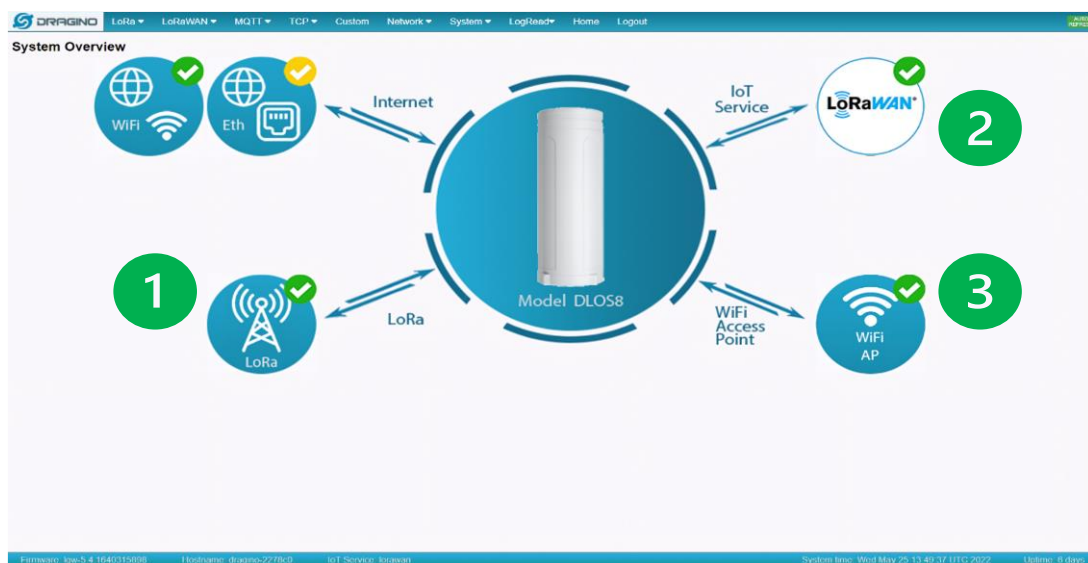 DRAGINO LoRa LoRaWAN MQTT TCP Custom Network System LogRead Home Logout
AUTO
System Overview
WiFi
Eth
Internet
IoT
Service
LoRaWAN
2
1
LoRa
LoRa
Model DLOS8
WiFi
Access
Point
WiFi
AP
3
Firmware: lgw-5.4.1640315898 Hostname: dragino-2278c0 IoT Service: lorawan System time: Wed May 25 13:49:37 UTC 2022 Uptime: 6 days